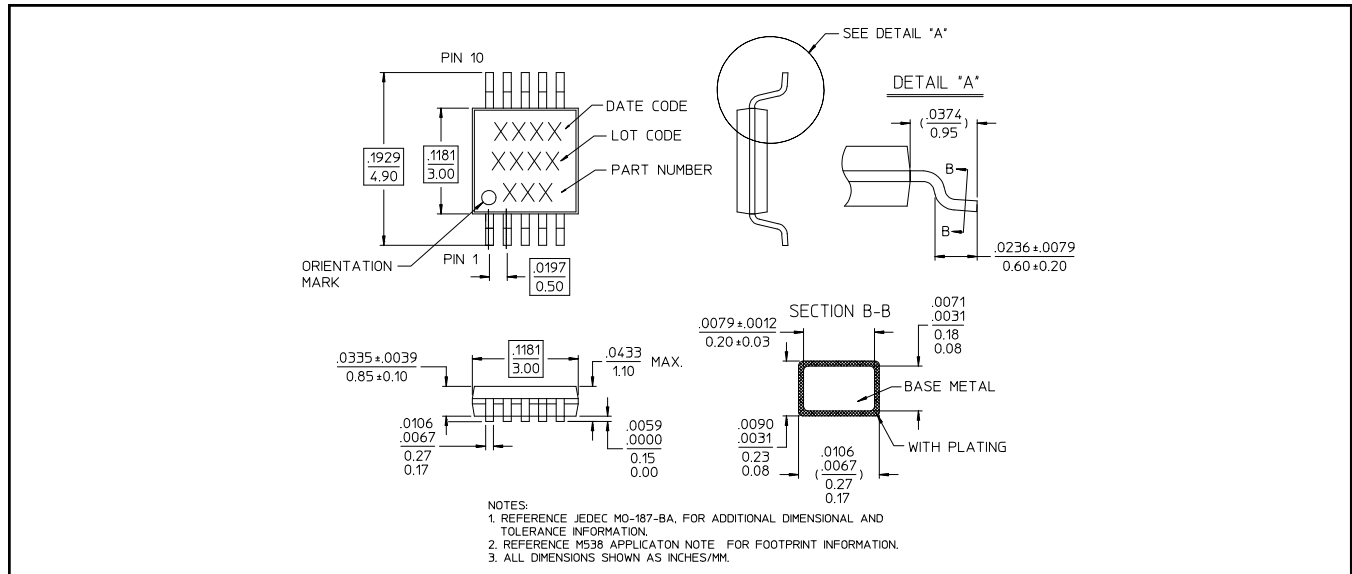 PIN 10
SEE DETAIL "A"
DETAIL "A"
DATE CODE
LOT CODE
PART NUMBER
XXXX
XXXX
XXX
.1929
4.90
.1181
3.00
ORIENTATION
MARK
PIN 1
.0197
0.50
(.0374)
0.95
B
B
.0236±.0079
0.60±0.20
.0335±.0039
0.85±0.10
.1181
3.00
.0433
1.10
MAX.
.0106
.0067
0.27
0.17
.0059
.0000
0.15
0.00
SECTION B-B
.0079±.0012
0.20±0.03
.0071
.0031
0.18
0.08
BASE METAL
WITH PLATING
.0090
.0031
0.23
0.08
.0106
(.0067)
0.27
0.17
NOTES:
1. REFERENCE JEDEC MO-187-BA, FOR ADDITIONAL DIMENSIONAL AND
TOLERANCE INFORMATION.
2. REFERENCE M538 APPLICATON NOTE FOR FOOTPRINT INFORMATION.
3. ALL DIMENSIONS SHOWN AS INCHES/MM.